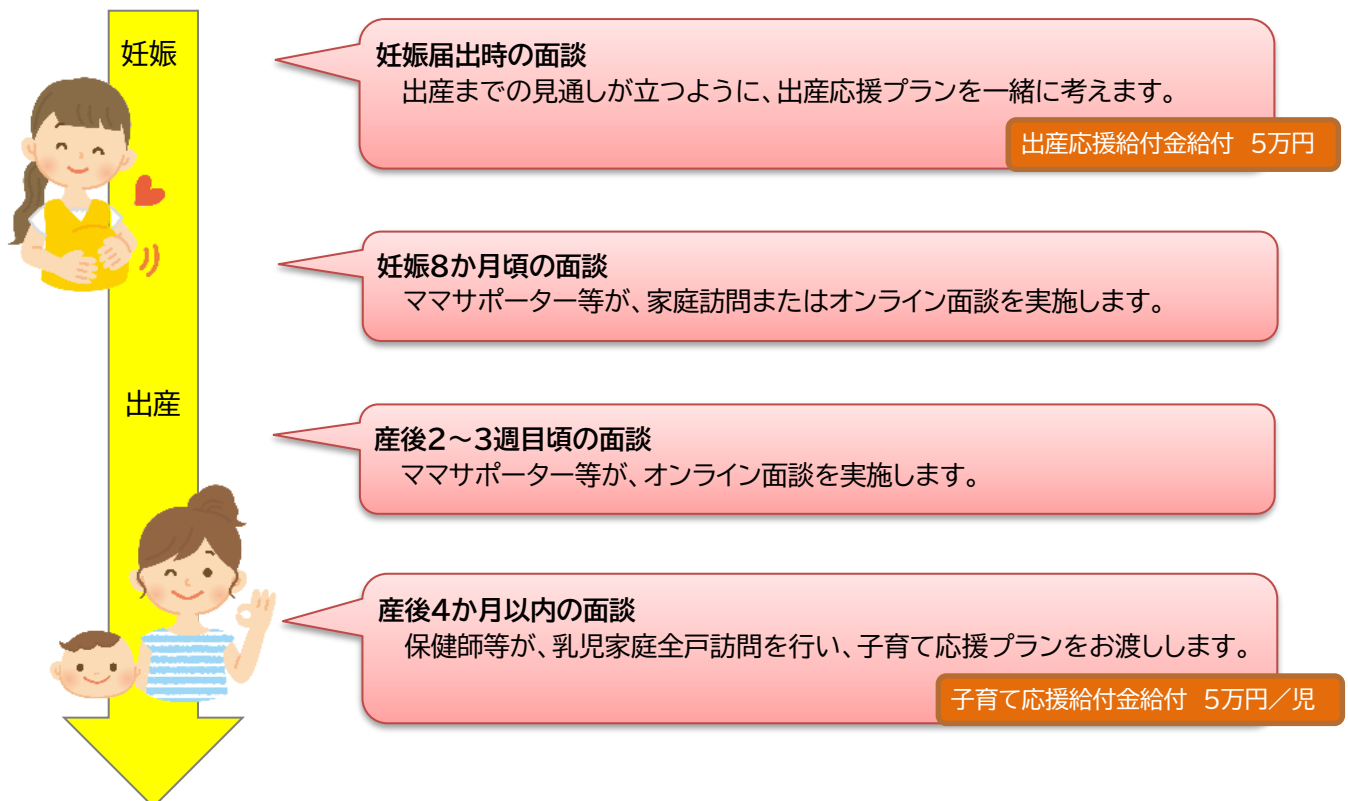 妊娠
妊娠届出時の面談
出産までの見通しが立つように、出産応援プランを一緒に考えます。
出産応援給付金給付　5万円
妊娠8か月頃の面談
ママサポーター等が、家庭訪問またはオンライン面談を実施します。
出産
産後2～3週目頃の面談
ママサポーター等が、オンライン面談を実施します。
産後4か月以内の面談
保健師等が、乳児家庭全戸訪問を行い、子育て応援プランをお渡しします。
子育て応援給付金給付　5万円／児